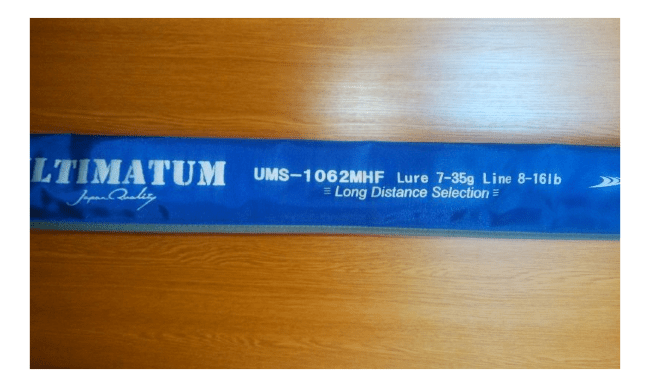 LTIMATUM
Japan Quality
UMS-1062MHF Lure 7-35g Line 8-16lb
Long Distance Selection